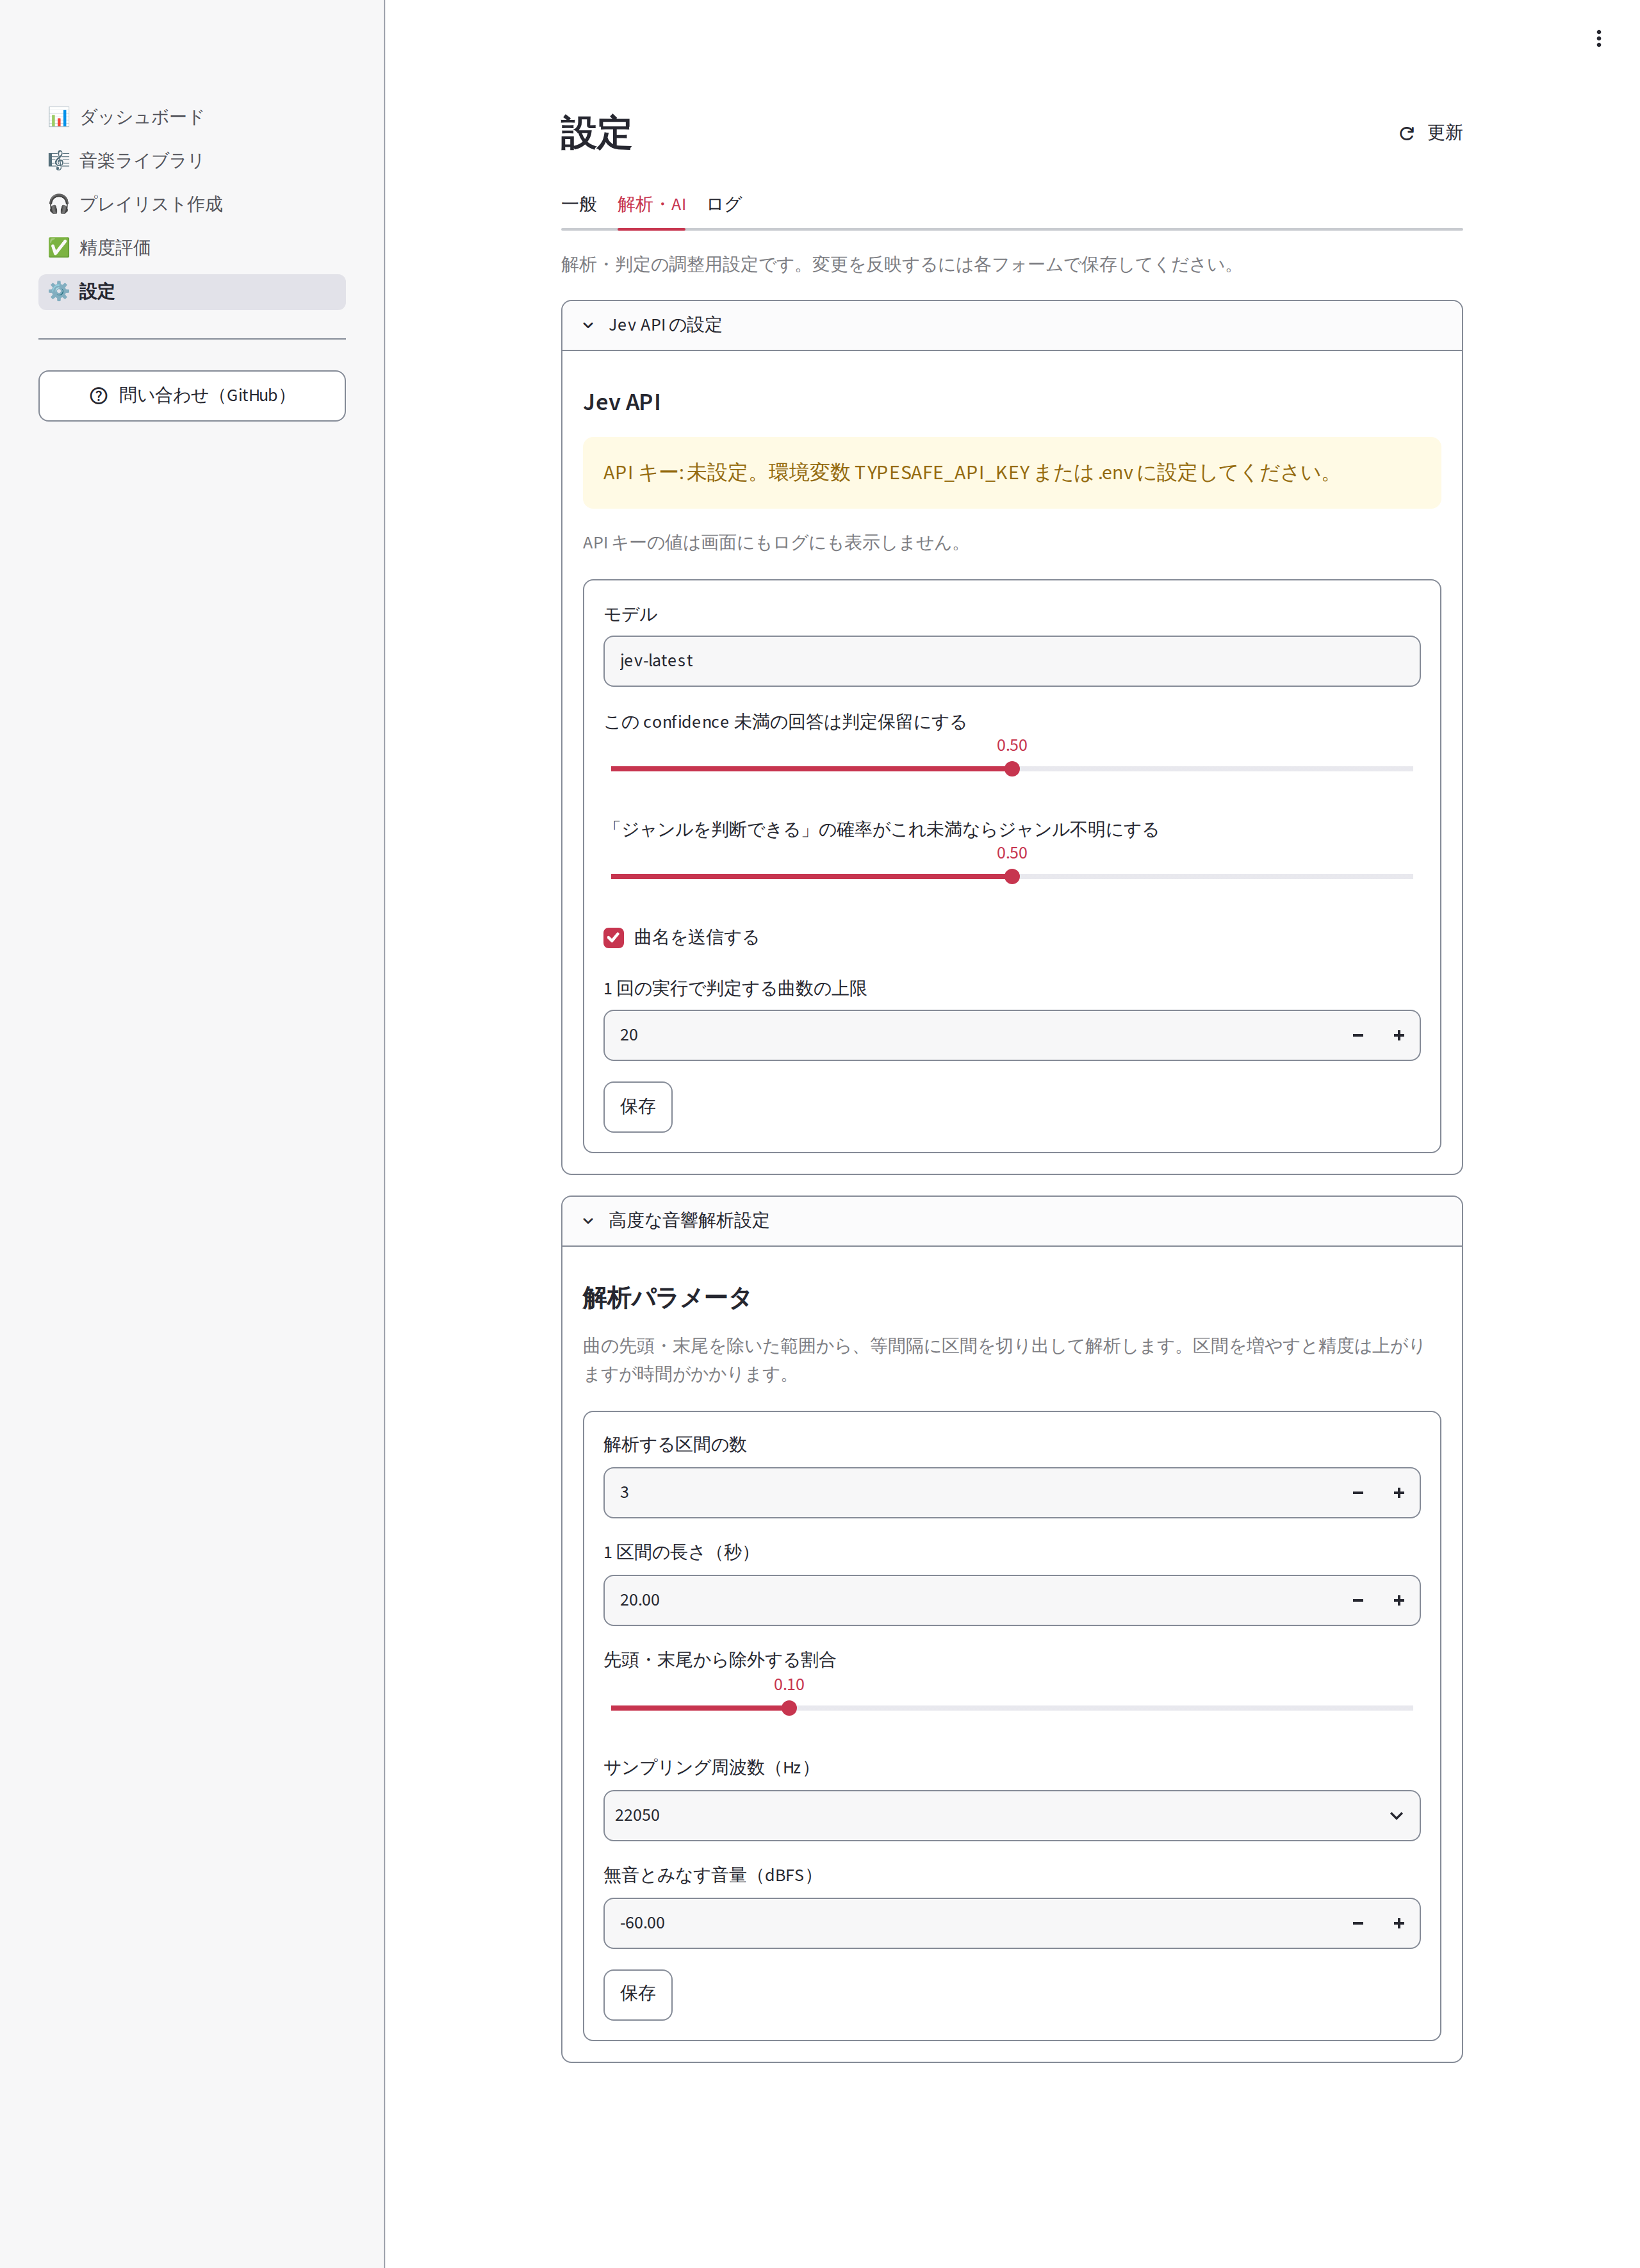 ダッシュボード
音楽ライブラリ
プレイリスト作成
精度評価
設定
問い合わせ（GitHub）
設定
更新
一般
解析・AI
ログ
解析・判定の調整用設定です。変更を反映するには各フォームで保存してください。
Jev APIの設定
Jev API
API キー: 未設定。環境変数 TYPESAFE_API_KEY または .env に設定してください。
API キーの値は画面にもログにも表示しません。
モデル
jev-latest
この confidence 未満の回答は判定保留にする
0.50
「ジャンルを判断できる」の確率がこれ未満ならジャンル不明にする
0.50
曲名を送信する
1 回の実行で判定する曲数の上限
20
保存
高度な音響解析設定
解析パラメータ
曲の先頭・末尾を除いた範囲から、等間隔に区間を切り出して解析します。区間を増やすと精度は上がり
ますが時間がかかります。
解析する区間の数
3
1 区間の長さ（秒）
20.00
先頭・末尾から除外する割合
0.10
サンプリング周波数（Hz）
22050
無音とみなす音量（dBFS）
-60.00
保存